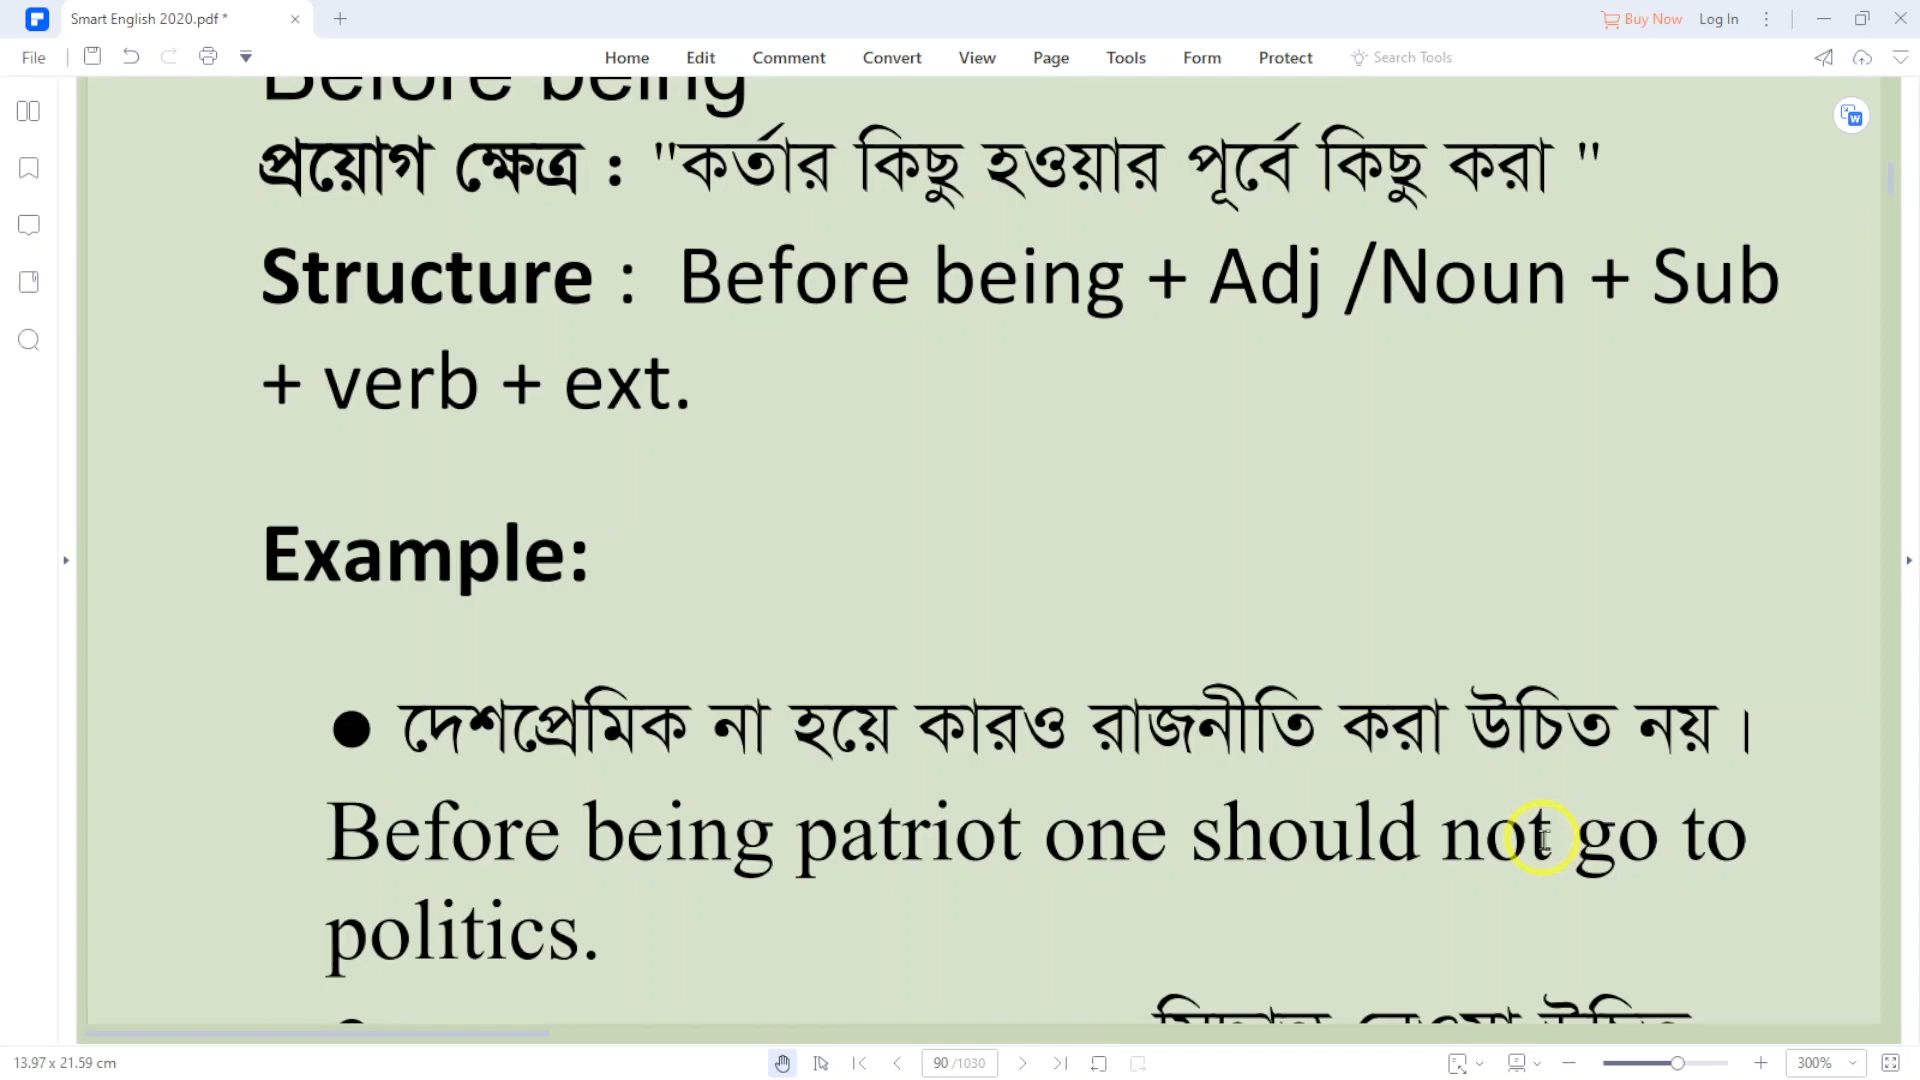 Smart English 2020.pdf *
Buy Now
Log In
File
Home
Edit
Comment
Convert
View
Page
Tools
Form
Protect
Search Tools
Before being
প্রয়োগ ক্ষেত্র : "কর্তার কিছু হওয়ার পূর্বে কিছু করা "
Structure : Before being + Adj /Noun + Sub
+ verb + ext.
Example:
● দেশপ্রেমিক না হয়ে কারও রাজনীতি করা উচিত নয়।
Before being patriot one should not go to
politics.
13.97 x 21.59 cm
90 /1030
300%